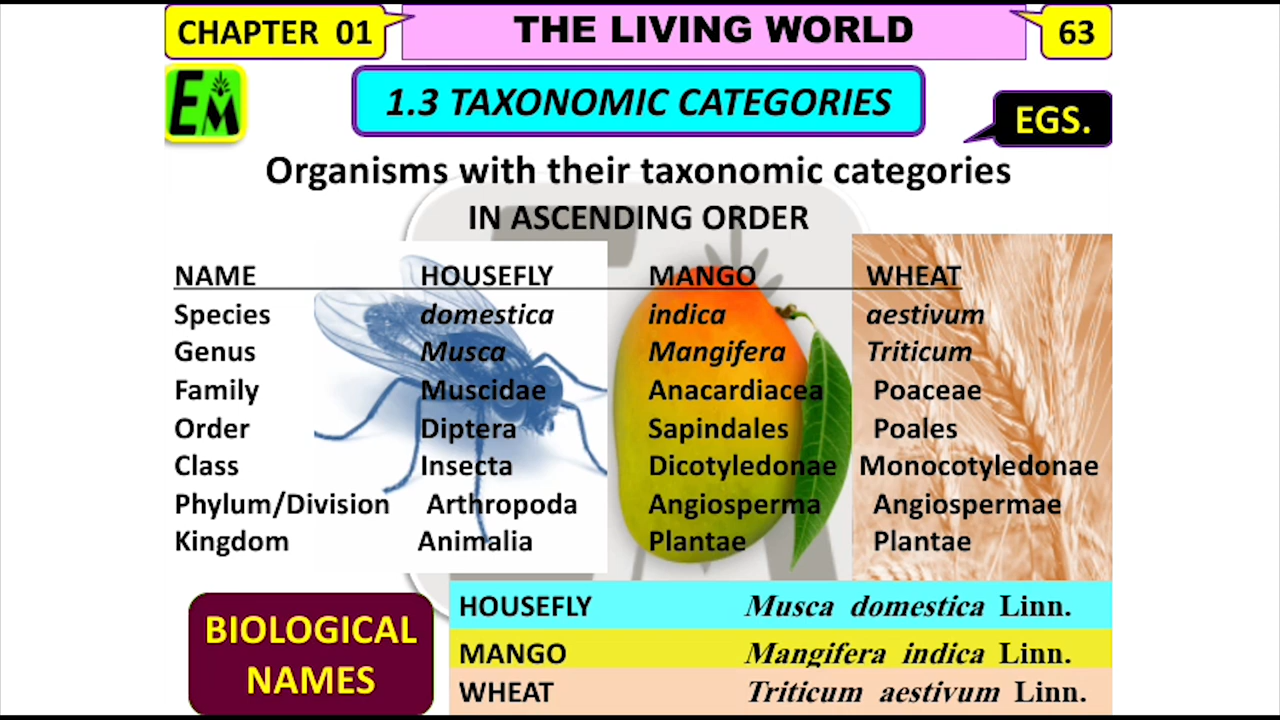 CHAPTER 01
THE LIVING WORLD
63
EM
1.3 TAXONOMIC CATEGORIES
EGS.
Organisms with their taxonomic categories
IN ASCENDING ORDER
NAME HOUSEFLY MANGO WHEAT
Species domestica indica aestivum
Genus Musca Mangifera Triticum
Family Muscidae Anacardiacea Poaceae
Order Diptera Sapindales Poales
Class Insecta Dicotyledonae Monocotyledonae
Phylum/Division Arthropoda Angiosperma Angiospermae
Kingdom Animalia Plantae Plantae
BIOLOGICAL
NAMES
HOUSEFLY Musca domestica Linn.
MANGO Mangifera indica Linn.
WHEAT Triticum aestivum Linn.